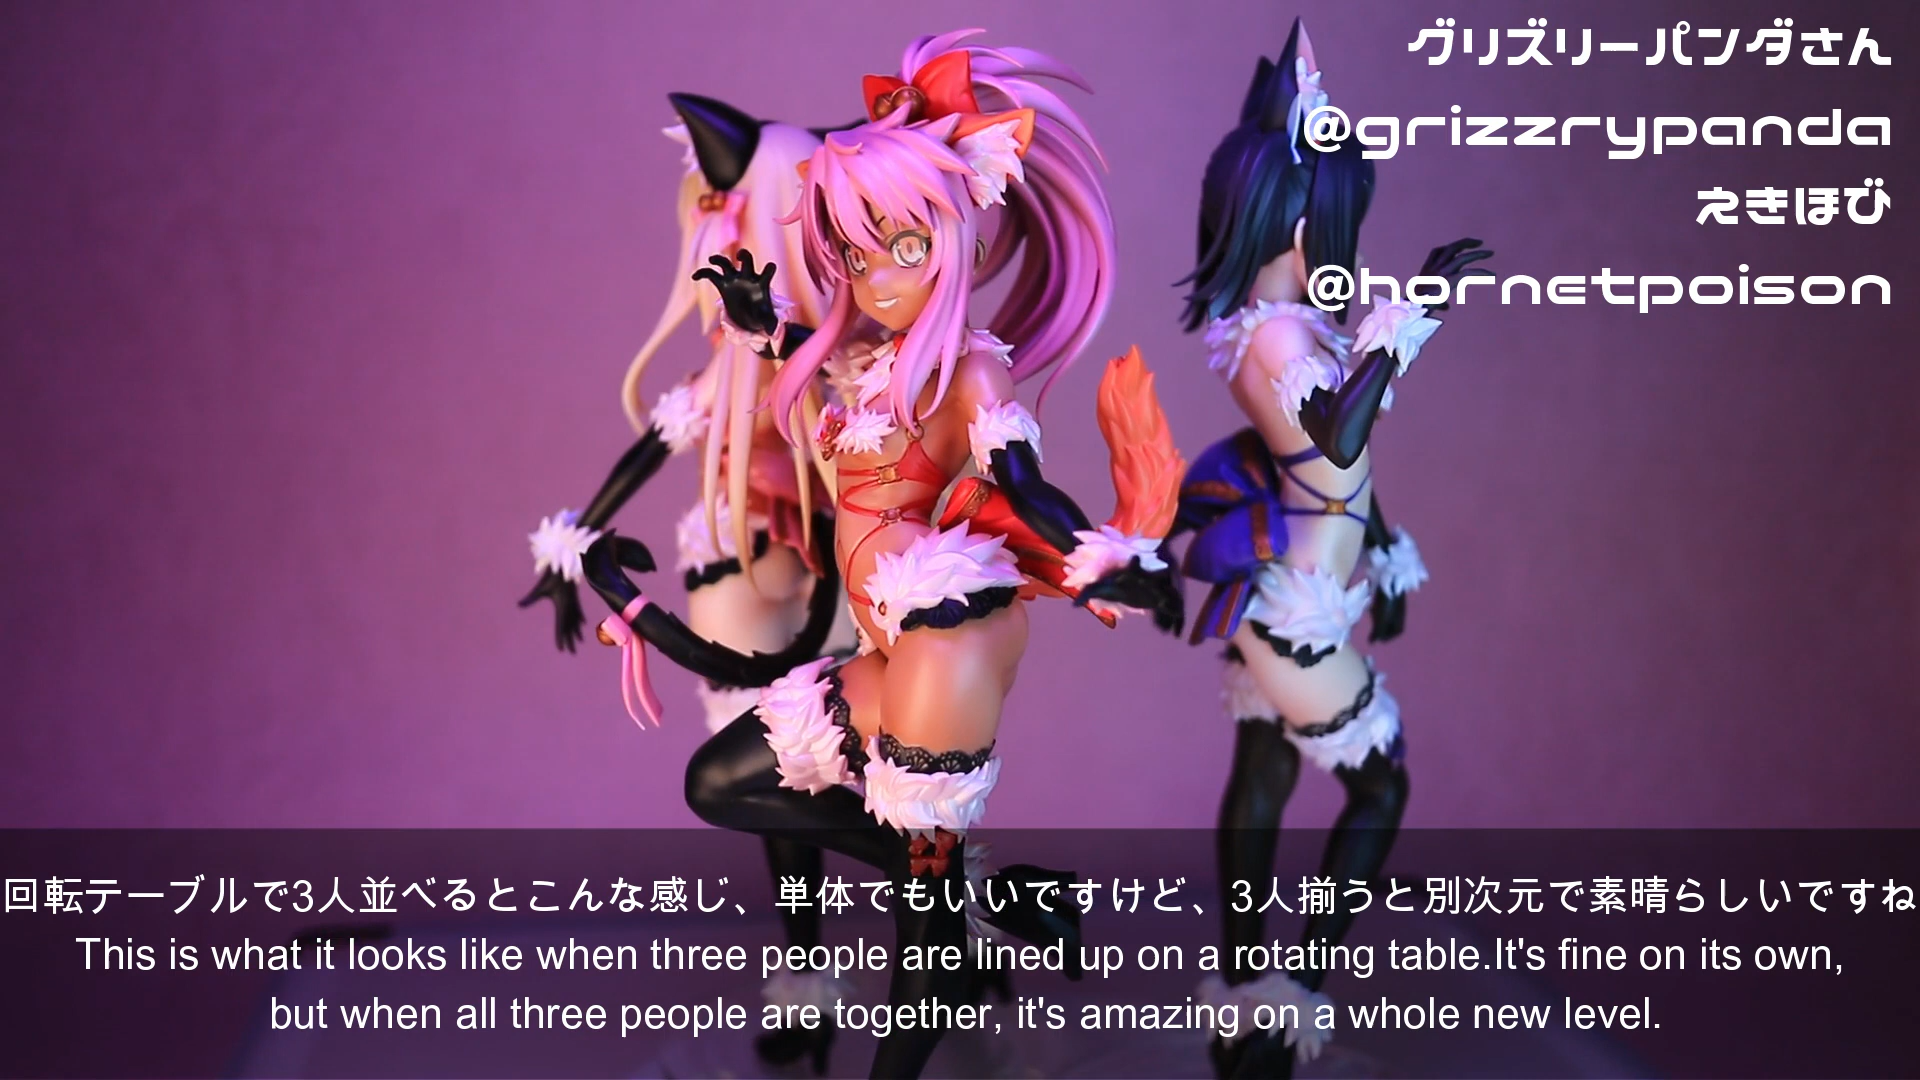 グリズリーパンダさん
@grizzrypanda
えきほび
@hornetpoison
回転テーブルで3人並べるとこんな感じ、単体でもいいですけど、3人揃うと別次元で素晴らしいですね
This is what it looks like when three people are lined up on a rotating table.It's fine on its own,
but when all three people are together, it's amazing on a whole new level.